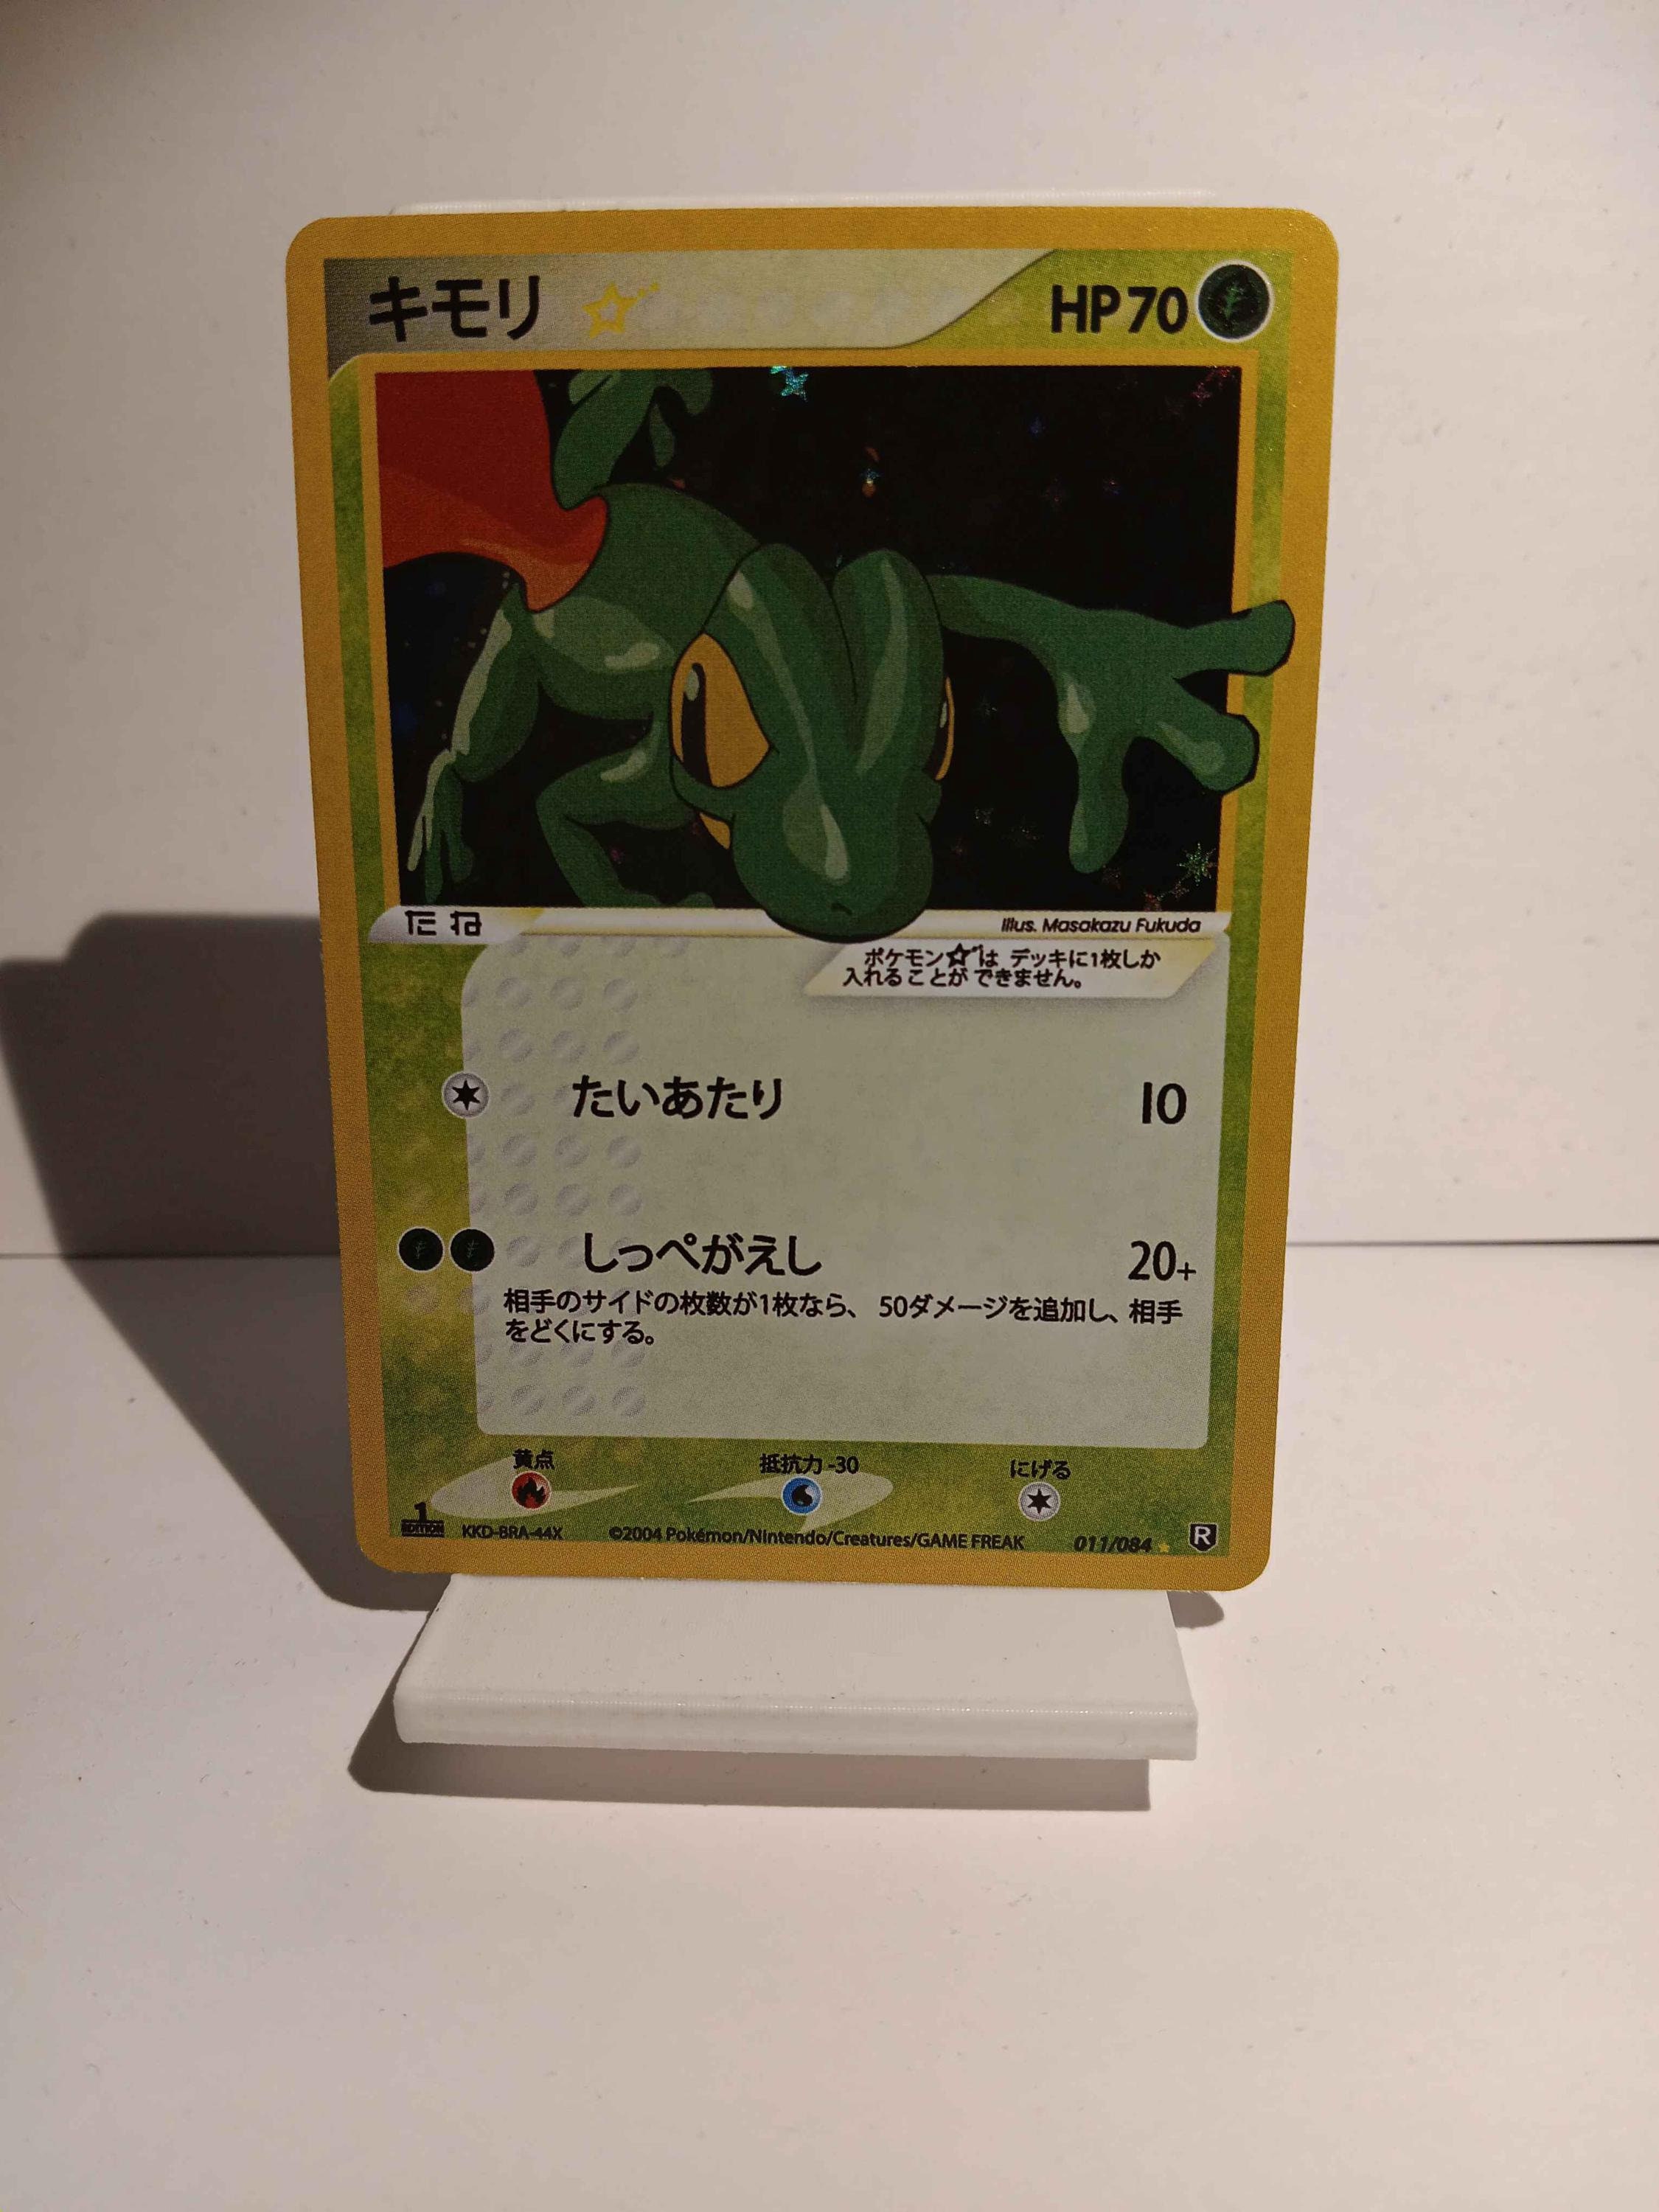 キモリ ☆ HP70
たね
Illus. Masakazu Fukuda
ポケモン☆は デッキに1枚しか
入れることが できません。
たいあたり 10
しっぺがえし 20+
相手のサイドの枚数が1枚なら、 50ダメージを追加し、相手
をどくにする。
黄点 抵抗力 -30 にげる
1
EDITION KKD-BRA-44X ©2004 Pokémon/Nintendo/Creatures/GAME FREAK 011/084 ★ R